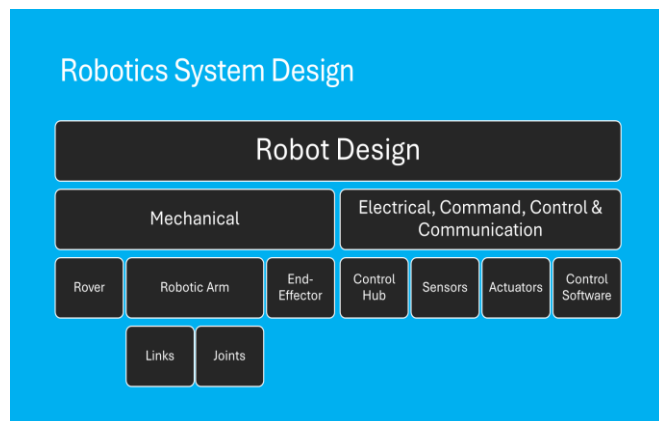 Robotics System Design
Robot Design
Mechanical
Electrical, Command, Control &
Communication
Rover
Robotic Arm
End-
Effector
Control
Hub
Sensors
Actuators
Control
Software
Links
Joints